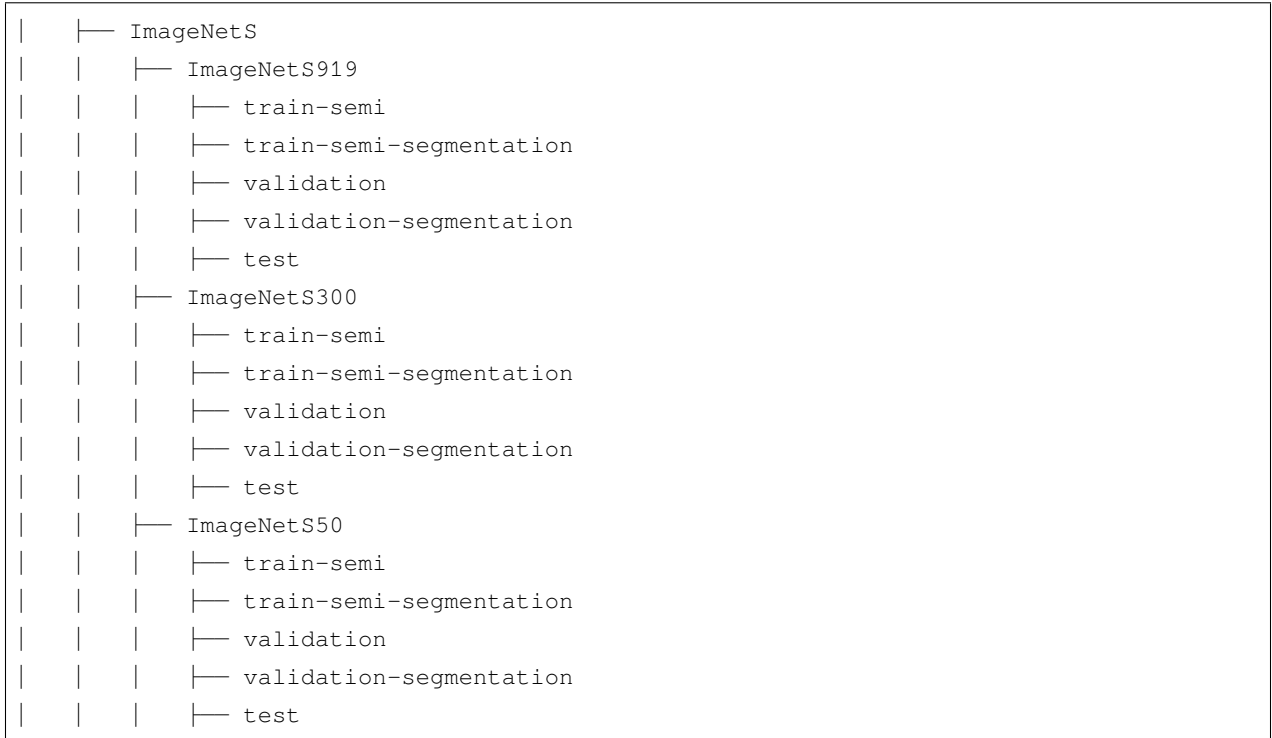 │   ├── ImageNetS
│   │   ├── ImageNetS919
│   │   │   ├── train-semi
│   │   │   ├── train-semi-segmentation
│   │   │   ├── validation
│   │   │   ├── validation-segmentation
│   │   │   ├── test
│   │   ├── ImageNetS300
│   │   │   ├── train-semi
│   │   │   ├── train-semi-segmentation
│   │   │   ├── validation
│   │   │   ├── validation-segmentation
│   │   │   ├── test
│   │   ├── ImageNetS50
│   │   │   ├── train-semi
│   │   │   ├── train-semi-segmentation
│   │   │   ├── validation
│   │   │   ├── validation-segmentation
│   │   │   ├── test